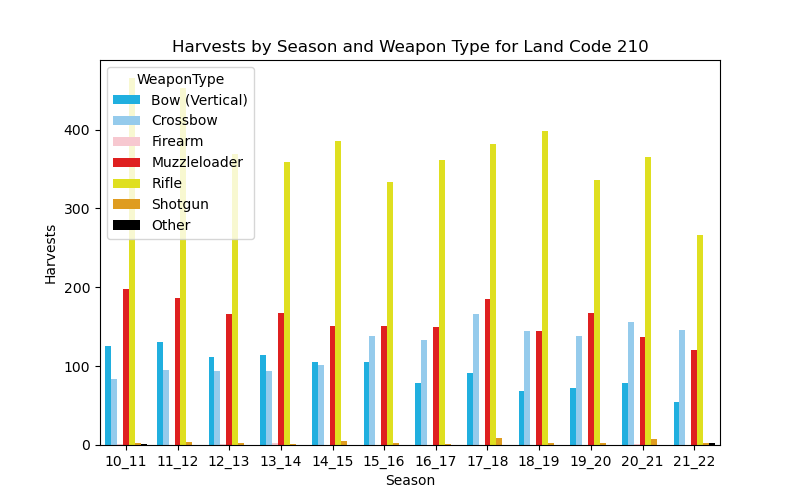 Harvests by Season and Weapon Type for Land Code 210
WeaponType
Bow (Vertical)
Crossbow
Firearm
Muzzleloader
Rifle
Shotgun
Other
Harvests
400
300
200
100
0
10_11 11_12 12_13 13_14 14_15 15_16 16_17 17_18 18_19 19_20 20_21 21_22
Season